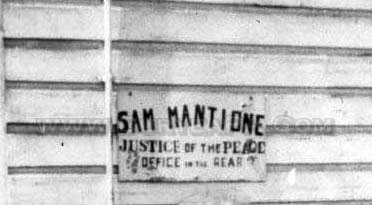 SAM MANTIONE
JUSTICE OF THE PEACE
OFFICE IN THE REAR